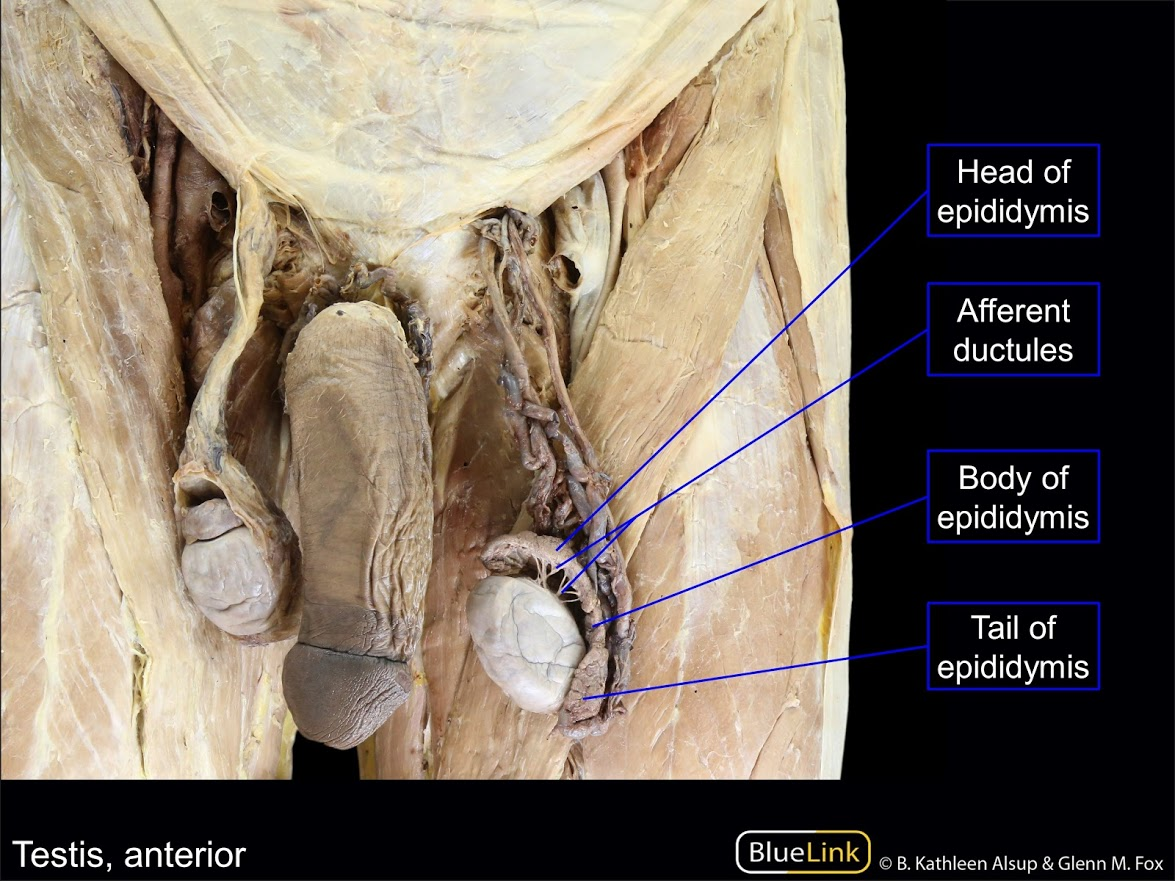 Head of
epididymis
Afferent
ductules
Body of
epididymis
Tail of
epididymis
Testis, anterior
BlueLink
© B. Kathleen Alsup & Glenn M. Fox